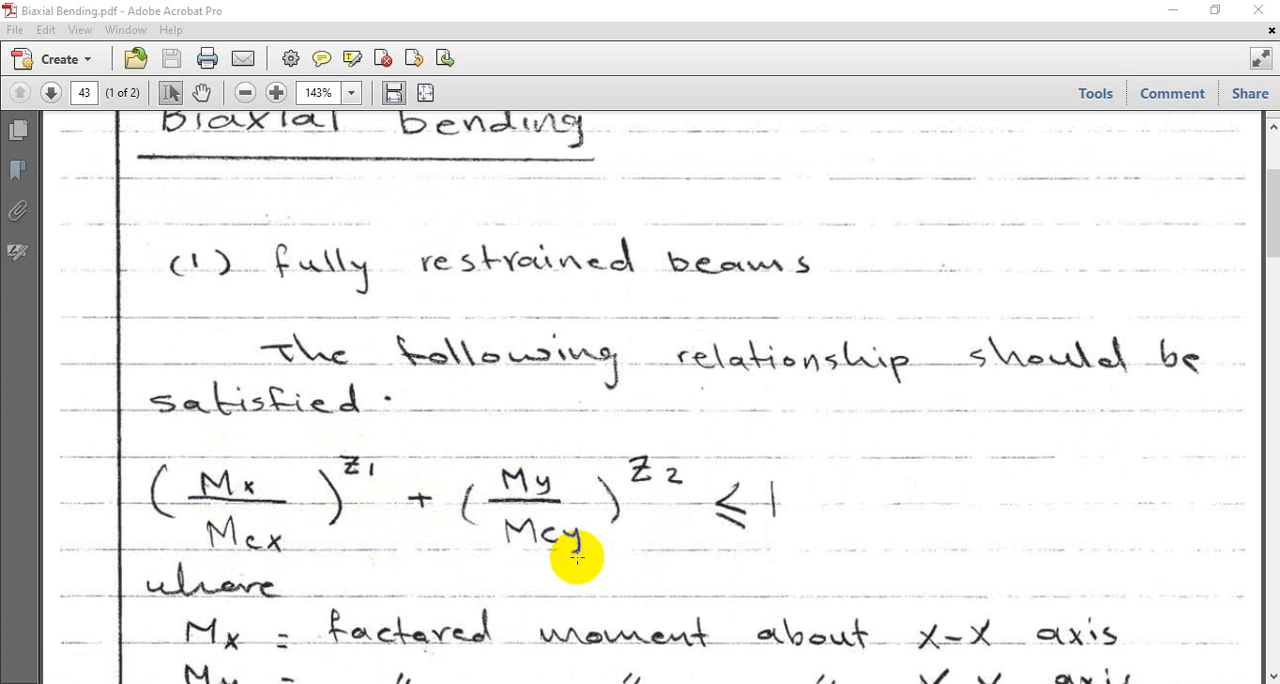 Biaxial Bending.pdf - Adobe Acrobat Pro
File Edit View Window Help
Create
43 (1 of 2) 143% Tools Comment Share
Biaxial bending
(1) fully restrained beams
The following relationship should be
satisfied.
(Mx/Mcx)^Z1 + (My/Mcy)^Z2 ≤ 1
where
Mx = factored moment about X-X axis
My = " " " Y-Y axis